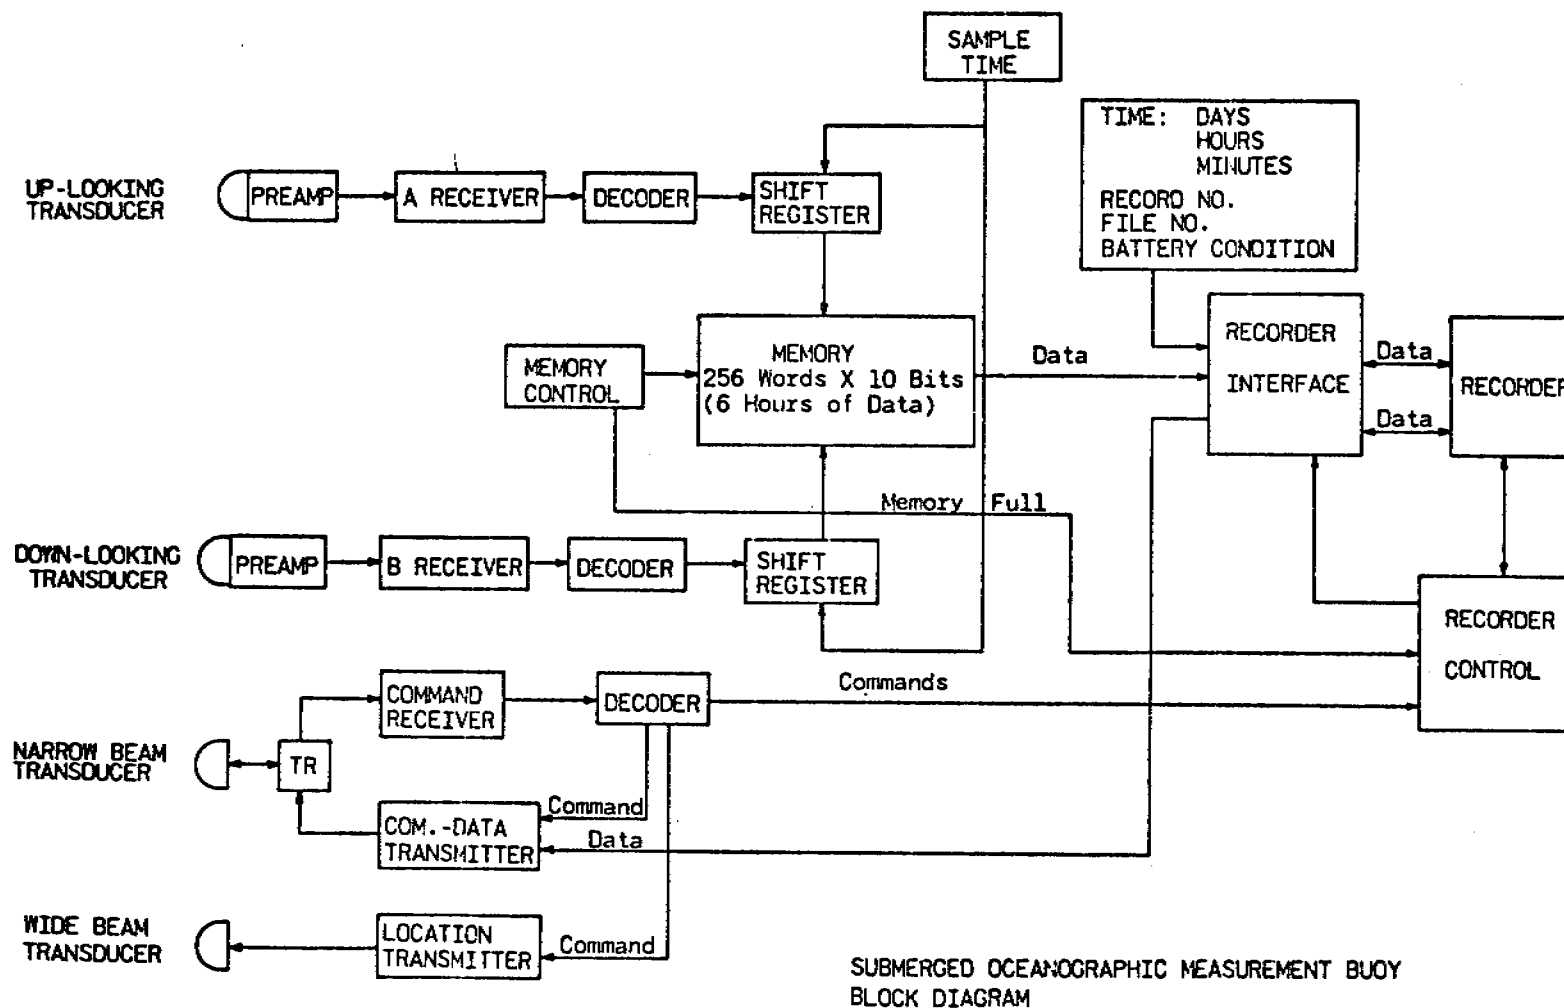 SAMPLE
TIME
TIME: DAYS
HOURS
MINUTES
RECORD NO.
FILE NO.
BATTERY CONDITION
UP-LOOKING
TRANSDUCER
PREAMP
A RECEIVER
DECODER
SHIFT
REGISTER
MEMORY
CONTROL
MEMORY
256 Words X 10 Bits
(6 Hours of Data)
Data
RECORDER
INTERFACE
Data
Data
RECORDER
Memory Full
DOWN-LOOKING
TRANSDUCER
PREAMP
B RECEIVER
DECODER
SHIFT
REGISTER
RECORDER
CONTROL
NARROW BEAM
TRANSDUCER
TR
COMMAND
RECEIVER
DECODER
Commands
COM.-DATA
TRANSMITTER
Command
Data
WIDE BEAM
TRANSDUCER
LOCATION
TRANSMITTER
Command
SUBMERGED OCEANOGRAPHIC MEASUREMENT BUOY
BLOCK DIAGRAM